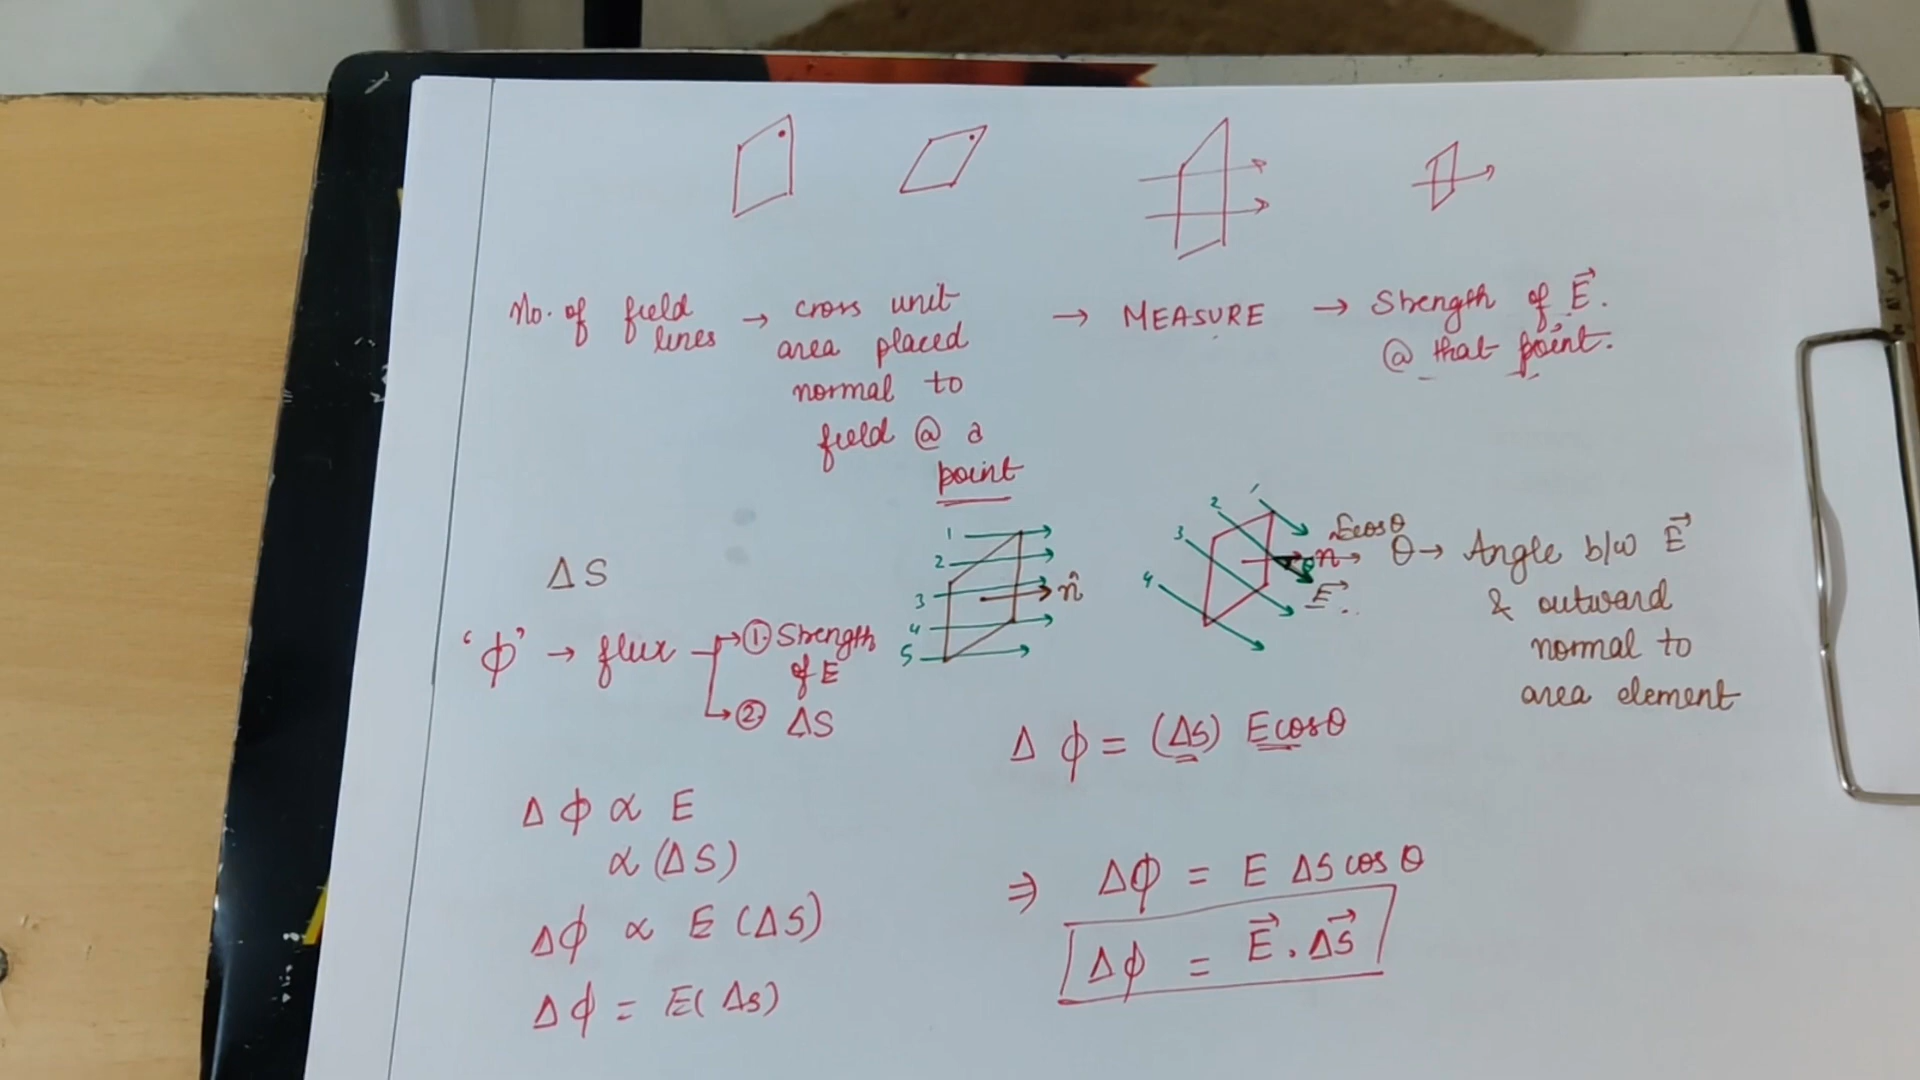 No. of field lines → cross unit area placed normal to field @ a point → MEASURE → Strength of E⃗. @ that point.
1
2
3
4
5
n̂
1
2
3
4
Ecosθ
n
θ
E⃗
θ → Angle b/w E⃗
& outward
normal to
area element
ΔS
'ϕ' → flux → ① Strength of E
→ ② ΔS
Δϕ = (ΔS) Ecosθ
Δϕ ∝ E
∝ (ΔS)
Δϕ ∝ E (ΔS)
Δϕ = E(ΔS)
⇒ Δϕ = E ΔS cos θ
Δϕ = E⃗ . ΔS⃗